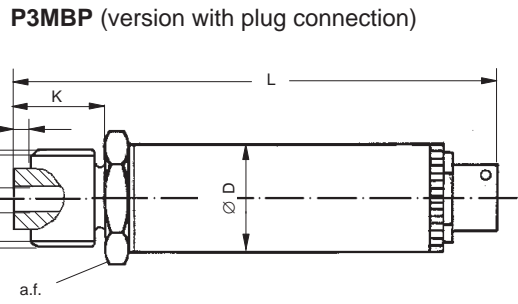 P3MBP (version with plug connection)
L
K
Ø D
a.f.